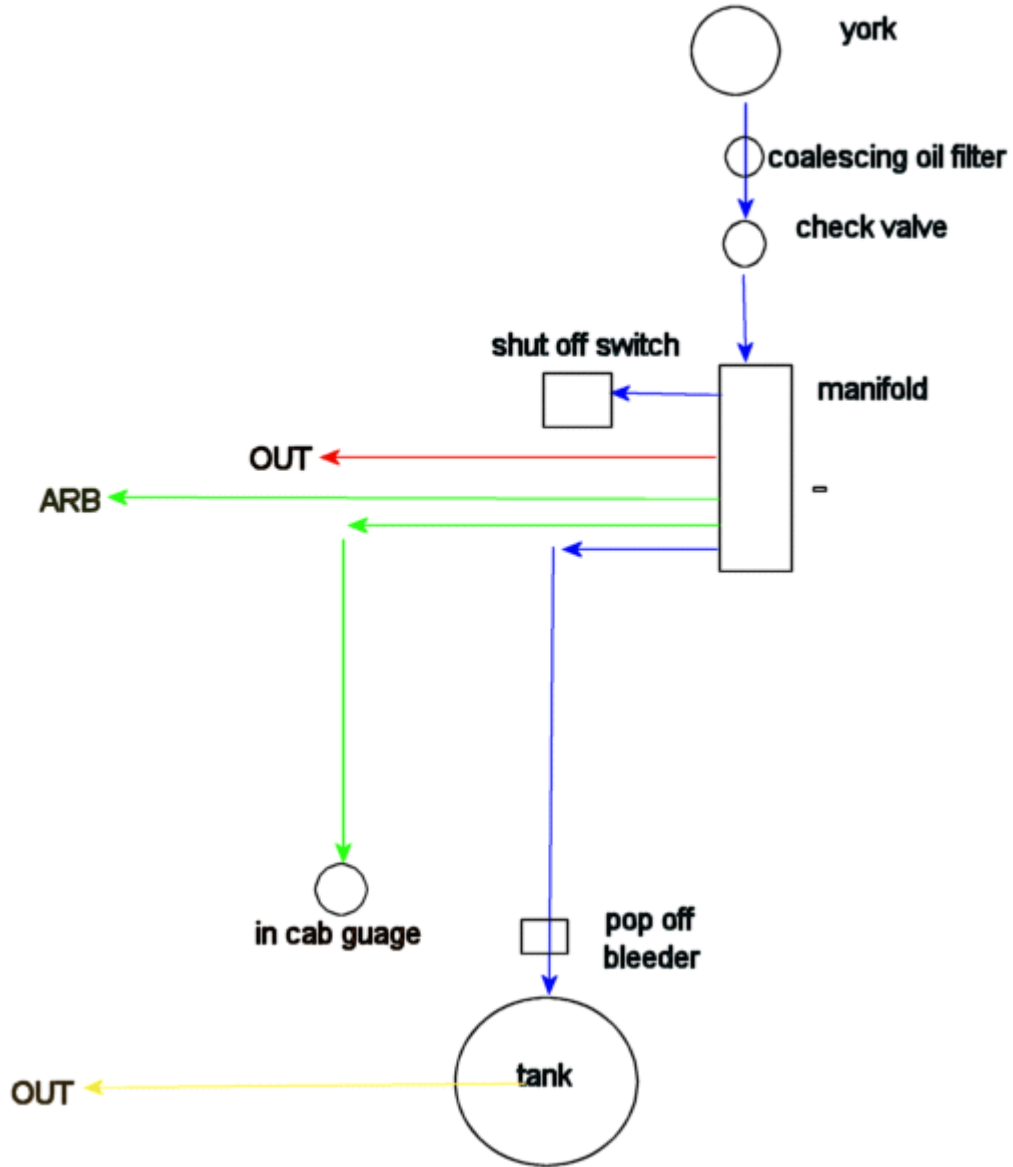 york
coalescing oil filter
check valve
shut off switch
manifold
OUT
ARB
-
in cab guage
pop off
bleeder
tank
OUT